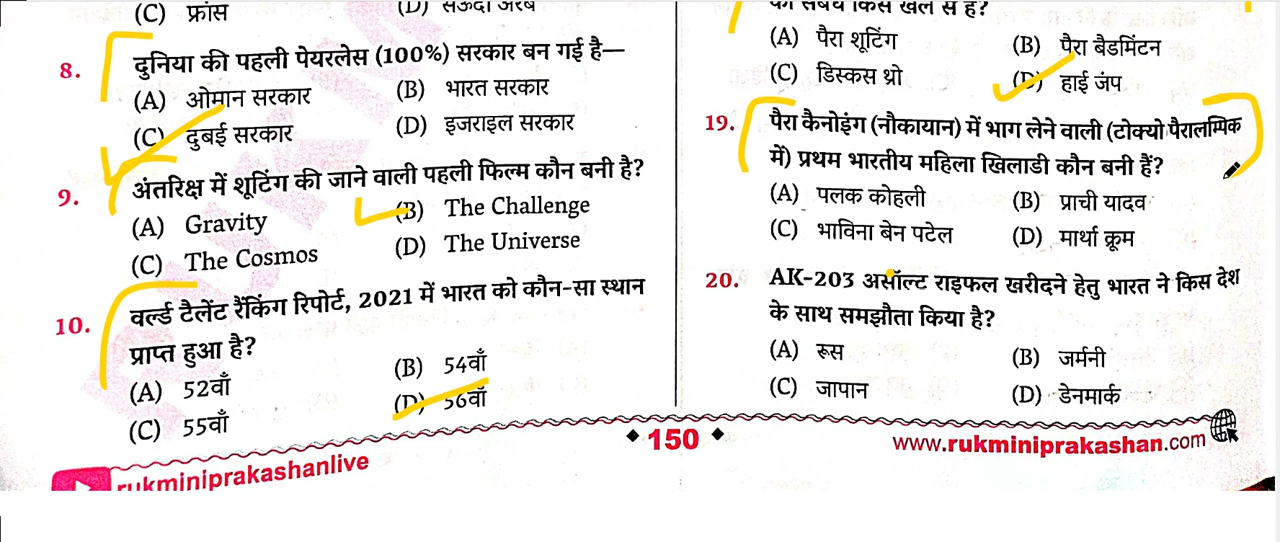 (C) फ्रांस
(D) सऊदी अरब
8. दुनिया की पहली पेयरलेस (100%) सरकार बन गई है—
(A) ओमान सरकार (B) भारत सरकार
(C) दुबई सरकार (D) इजराइल सरकार
9. अंतरिक्ष में शूटिंग की जाने वाली पहली फिल्म कौन बनी है?
(A) Gravity (B) The Challenge
(C) The Cosmos (D) The Universe
10. वर्ल्ड टैलेंट रैंकिंग रिपोर्ट, 2021 में भारत को कौन-सा स्थान
प्राप्त हुआ है?
(A) 52वाँ (B) 54वाँ
(C) 55वाँ (D) 56वाँ
का संबंध किस खेल से है?
(A) पैरा शूटिंग (B) पैरा बैडमिंटन
(C) डिस्कस थ्रो (D) हाई जंप
19. पैरा कैनोइंग (नौकायान) में भाग लेने वाली (टोक्यो पैरालम्पिक
में) प्रथम भारतीय महिला खिलाडी कौन बनी हैं?
(A) पलक कोहली (B) प्राची यादव
(C) भाविना बेन पटेल (D) मार्था क्रूम
20. AK-203 असॉल्ट राइफल खरीदने हेतु भारत ने किस देश
के साथ समझौता किया है?
(A) रूस (B) जर्मनी
(C) जापान (D) डेनमार्क
rukminiprakashanlive
150
www.rukminiprakashan.com